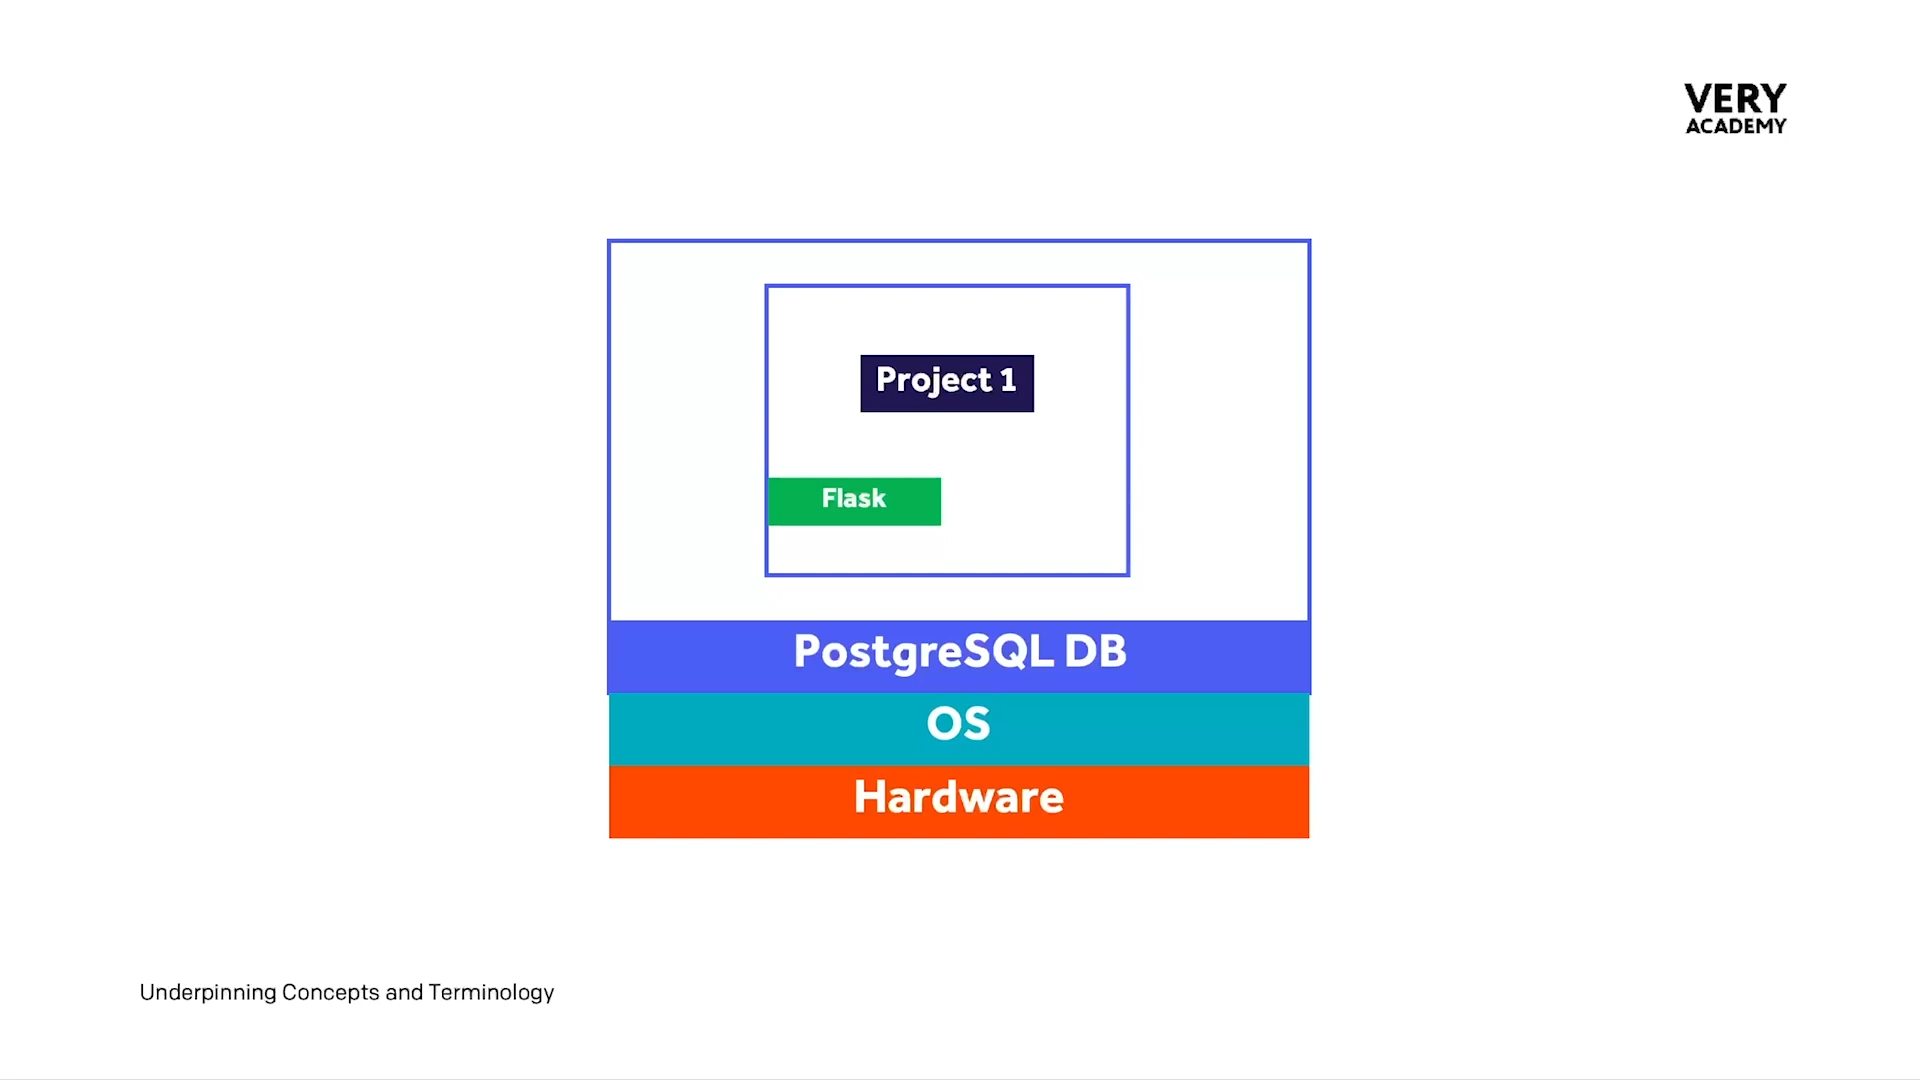 VERY
ACADEMY
Project 1
Flask
PostgreSQL DB
OS
Hardware
Underpinning Concepts and Terminology